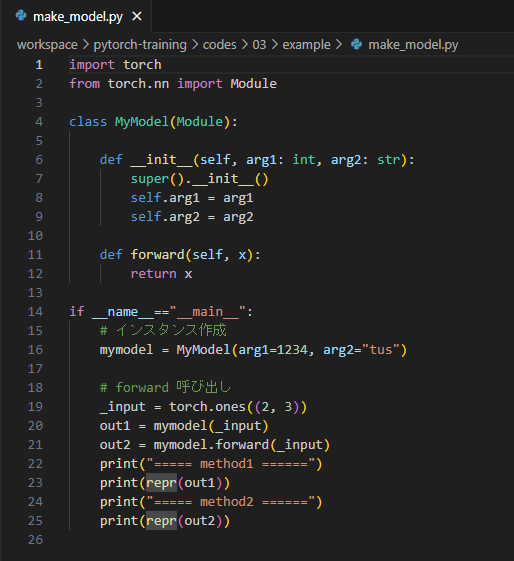 make_model.py ×
workspace > pytorch-training > codes > 03 > example > make_model.py
1 import torch
2 from torch.nn import Module
3
4 class MyModel(Module):
5
6     def __init__(self, arg1: int, arg2: str):
7         super().__init__()
8         self.arg1 = arg1
9         self.arg2 = arg2
10
11     def forward(self, x):
12         return x
13
14 if __name__=="__main__":
15     # インスタンス作成
16     mymodel = MyModel(arg1=1234, arg2="tus")
17
18     # forward 呼び出し
19     _input = torch.ones((2, 3))
20     out1 = mymodel(_input)
21     out2 = mymodel.forward(_input)
22     print("===== method1 ======")
23     print(repr(out1))
24     print("===== method2 ======")
25     print(repr(out2))
26